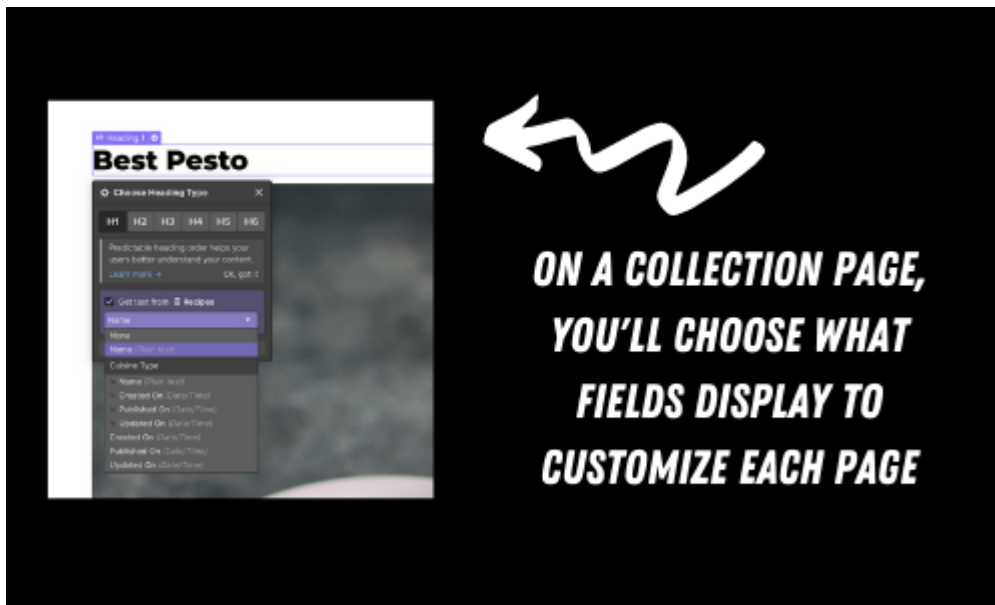 H1 Heading 1
Best Pesto
Choose Heading Type
H1 H2 H3 H4 H5 H6
Predictable heading order helps your
users better understand your content.
Learn more → Ok, got it
Get text from Recipes
Name
None
Name (Plain text)
Cuisine Type
Name (Plain text)
Created On (Date/Time)
Published On (Date/Time)
Updated On (Date/Time)
Created On (Date/Time)
Published On (Date/Time)
Updated On (Date/Time)
ON A COLLECTION PAGE,
YOU'LL CHOOSE WHAT
FIELDS DISPLAY TO
CUSTOMIZE EACH PAGE